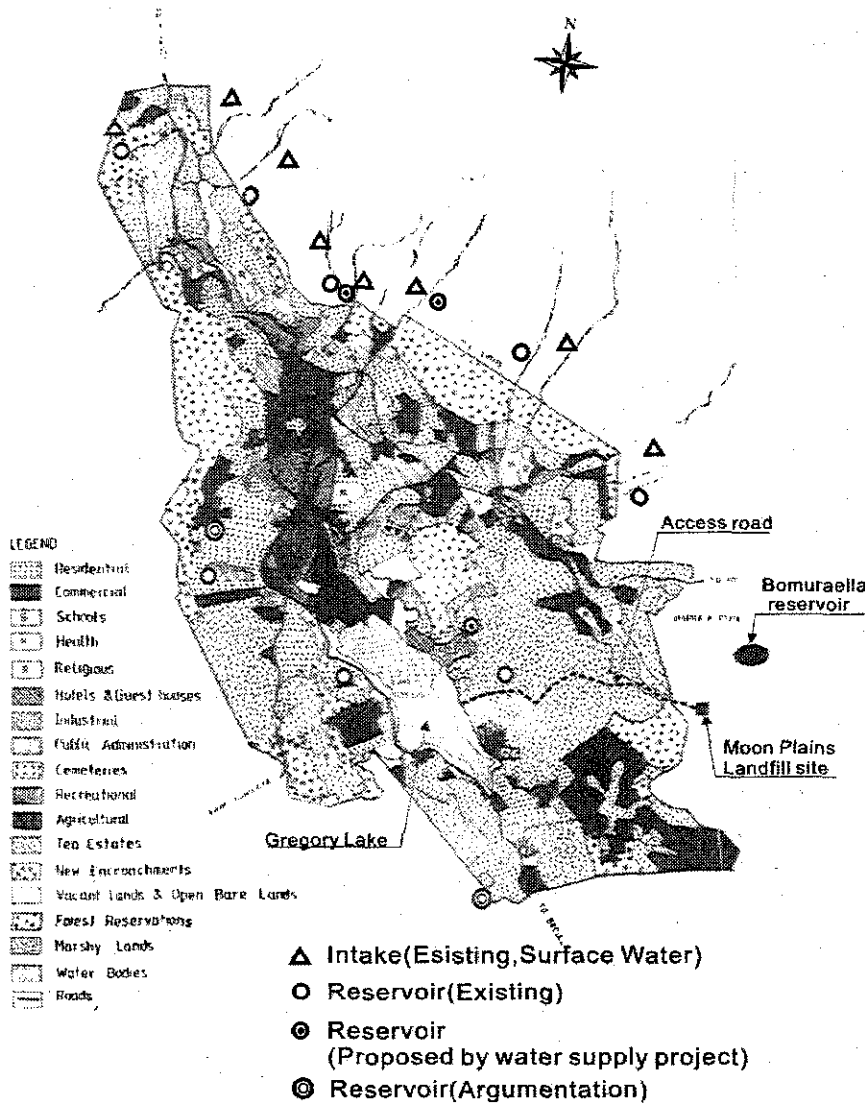 N
Access road
Bomuraella
reservoir
Moon Plains
Landfill site
Gregory Lake
LEGEND
Residential
Commercial
Schools
Health
Religious
Hotels & Guest houses
Industrial
Public Administration
Cemeteries
Recreational
Agricultural
Tea Estates
New Encroachments
Vacant Lands & Open Bare Lands
Forest Reservations
Marshy Lands
Water Bodies
Roads
Intake(Esisting,Surface Water)
Reservoir(Existing)
Reservoir
(Proposed by water supply project)
Reservoir(Argumentation)